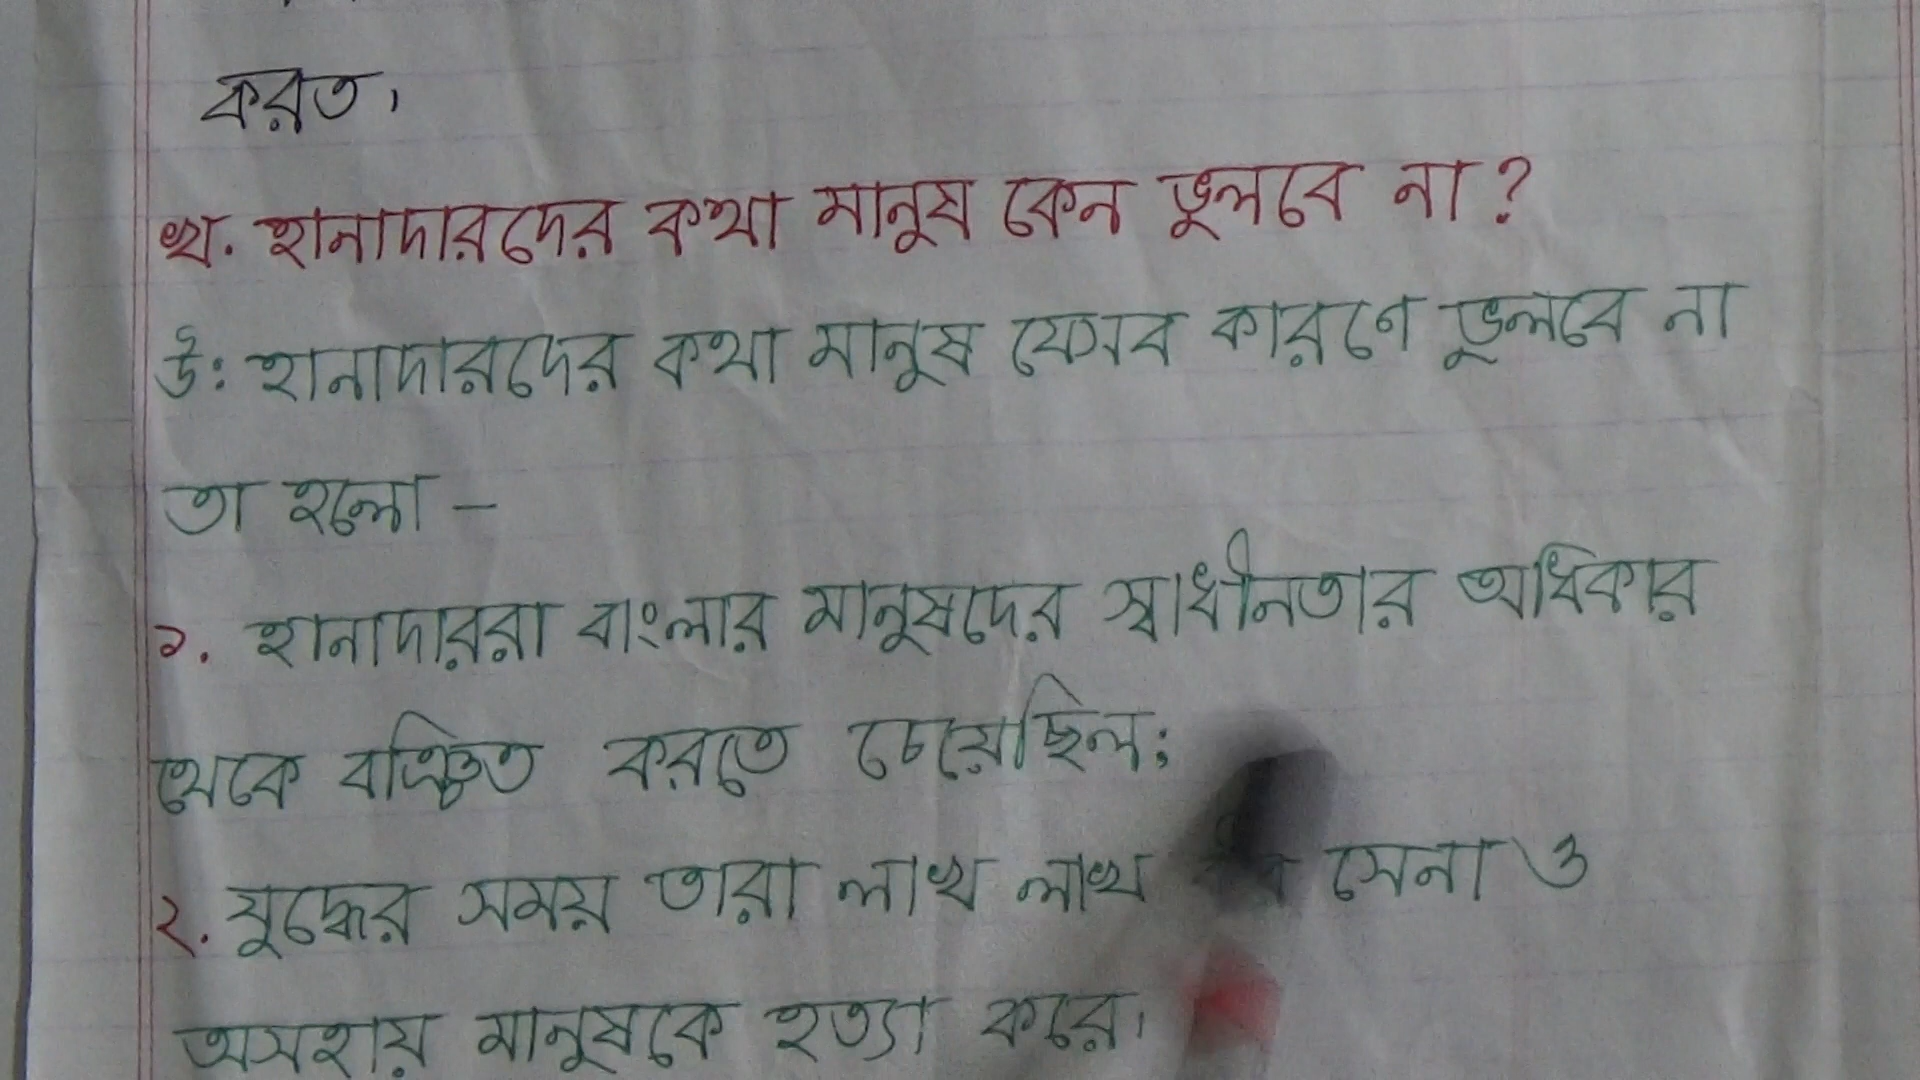 করত।
খ. হানাদারদের কথা মানুষ কেন ভুলবে না?
উ: হানাদারদের কথা মানুষ যেসব কারণে ভুলবে না
তা হলো -
১. হানাদাররা বাংলার মানুষদের স্বাধীনতার অধিকার
থেকে বঞ্চিত করতে চেয়েছিল;
২. যুদ্ধের সময় তারা লাখ লাখ সেনা ও
অসহায় মানুষকে হত্যা করে।